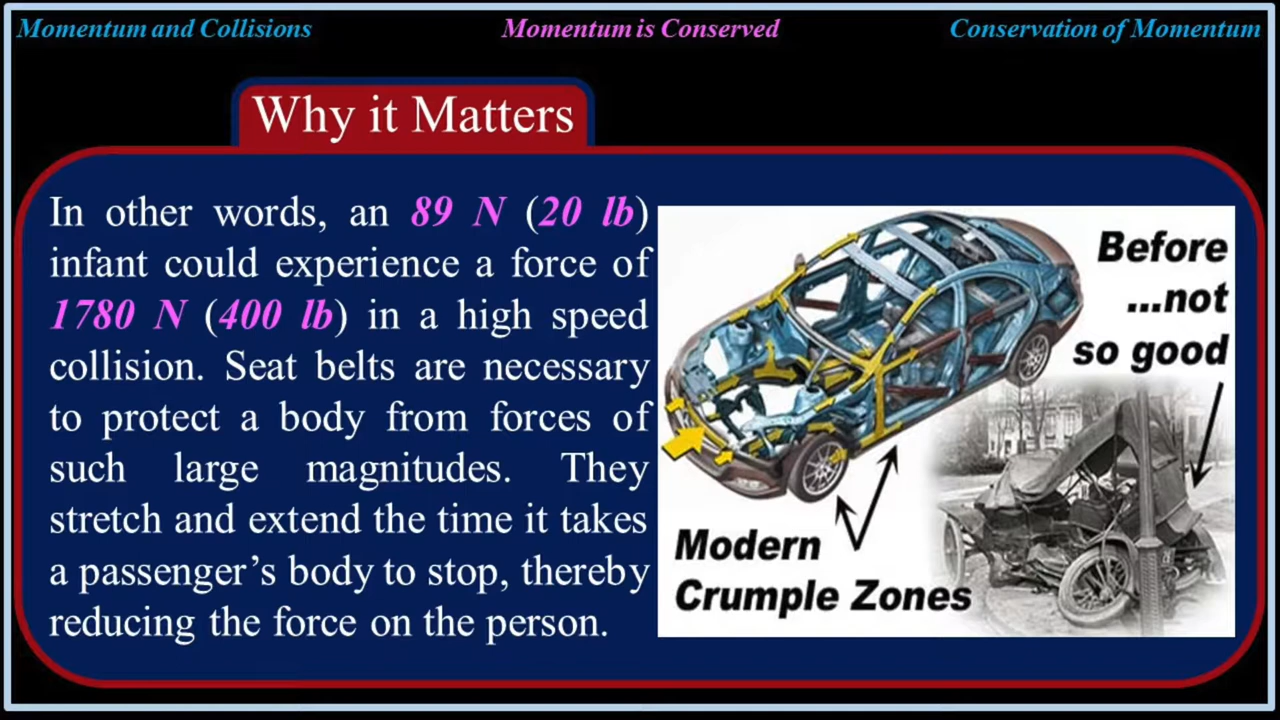 Momentum and Collisions
Momentum is Conserved
Conservation of Momentum
Why it Matters
In other words, an 89 N (20 lb)
infant could experience a force of
1780 N (400 lb) in a high speed
collision. Seat belts are necessary
to protect a body from forces of
such large magnitudes. They
stretch and extend the time it takes
a passenger’s body to stop, thereby
reducing the force on the person.
Before
...not
so good
Modern
Crumple Zones